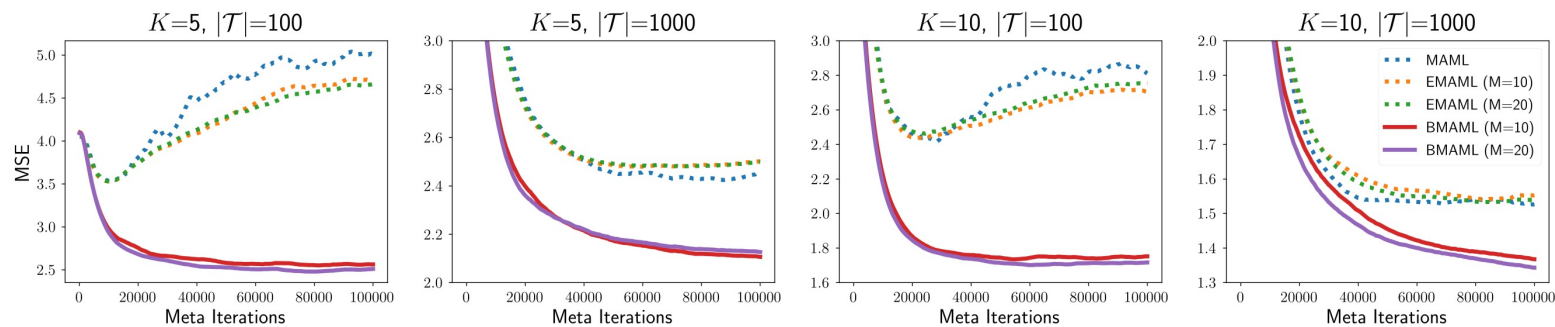 K=5, |𝒯|=100
MSE
5.0
4.5
4.0
3.5
3.0
2.5
0 20000 40000 60000 80000 100000
Meta Iterations
K=5, |𝒯|=1000
3.0
2.8
2.6
2.4
2.2
2.0
0 20000 40000 60000 80000 100000
Meta Iterations
K=10, |𝒯|=100
3.0
2.8
2.6
2.4
2.2
2.0
1.8
1.6
0 20000 40000 60000 80000 100000
Meta Iterations
K=10, |𝒯|=1000
2.0
1.9
1.8
1.7
1.6
1.5
1.4
1.3
MAML
EMAML (M=10)
EMAML (M=20)
BMAML (M=10)
BMAML (M=20)
0 20000 40000 60000 80000 100000
Meta Iterations